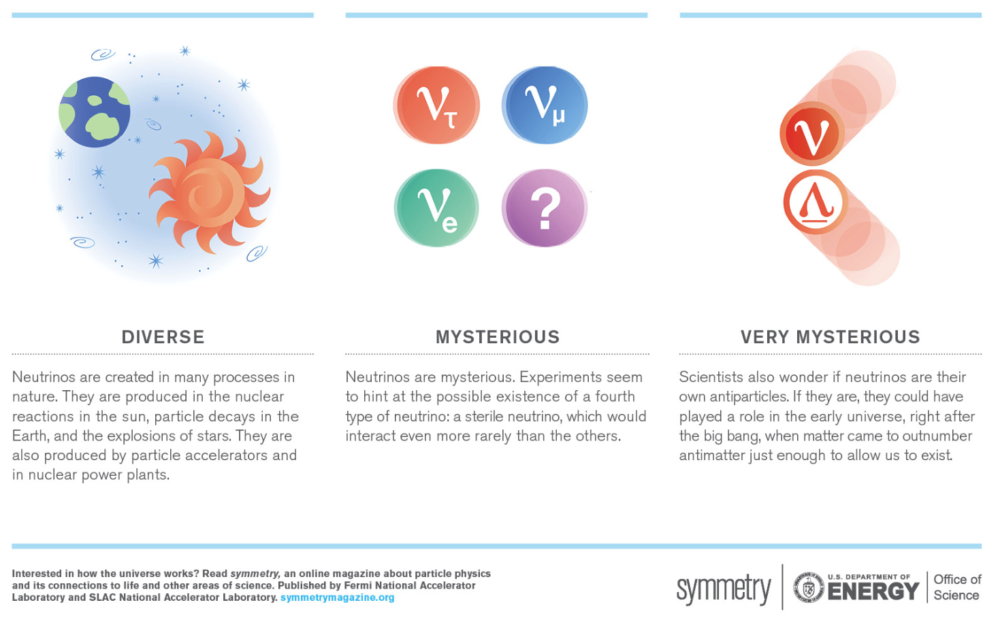 ντ
νμ
νe
?
ν
ν
DIVERSE
Neutrinos are created in many processes in
nature. They are produced in the nuclear
reactions in the sun, particle decays in the
Earth, and the explosions of stars. They are
also produced by particle accelerators and
in nuclear power plants.
MYSTERIOUS
Neutrinos are mysterious. Experiments seem
to hint at the possible existence of a fourth
type of neutrino: a sterile neutrino, which would
interact even more rarely than the others.
VERY MYSTERIOUS
Scientists also wonder if neutrinos are their
own antiparticles. If they are, they could have
played a role in the early universe, right after
the big bang, when matter came to outnumber
antimatter just enough to allow us to exist.
Interested in how the universe works? Read symmetry, an online magazine about particle physics
and its connections to life and other areas of science. Published by Fermi National Accelerator
Laboratory and SLAC National Accelerator Laboratory. symmetrymagazine.org
symmetry
U.S. DEPARTMENT OF
ENERGY
Office of
Science